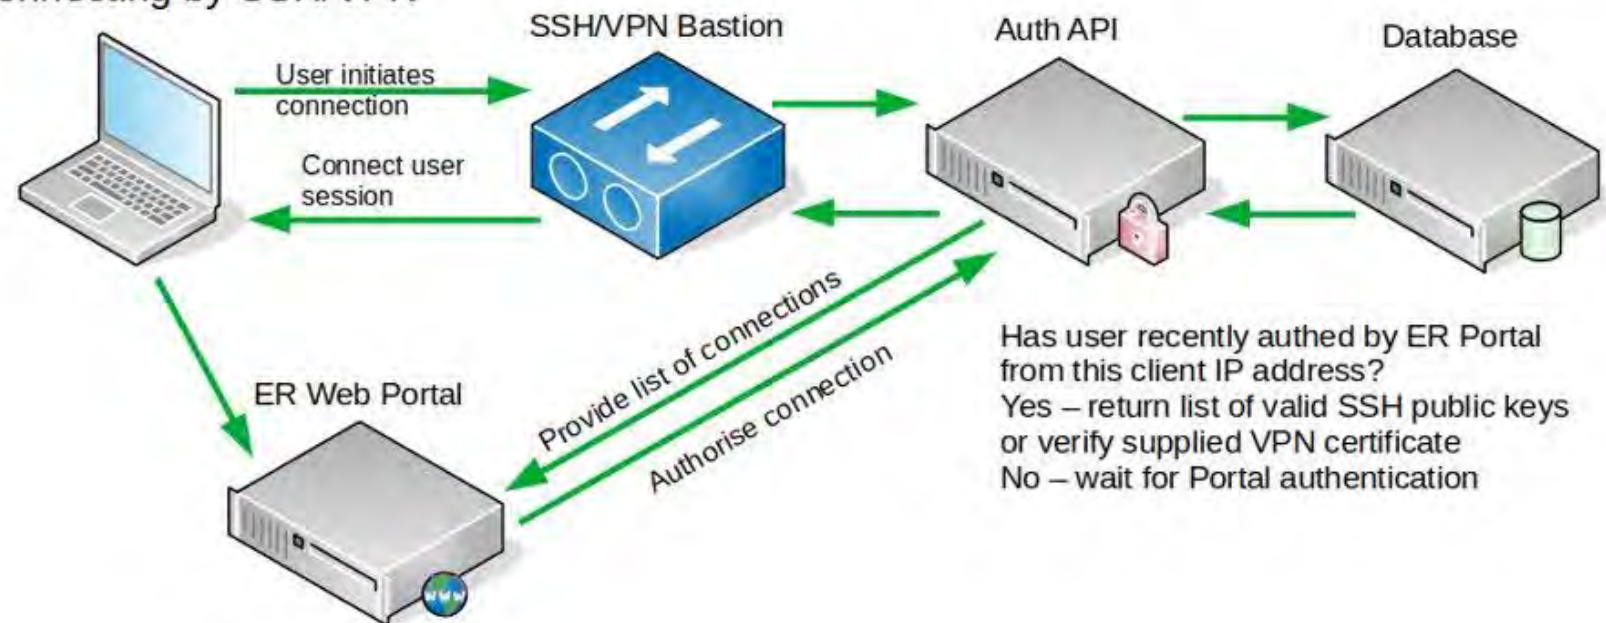 SSH/VPN Bastion
Auth API
Database
User initiates
connection
Connect user
session
ER Web Portal
Provide list of connections
Authorise connection
Has user recently authed by ER Portal
from this client IP address?
Yes – return list of valid SSH public keys
or verify supplied VPN certificate
No – wait for Portal authentication